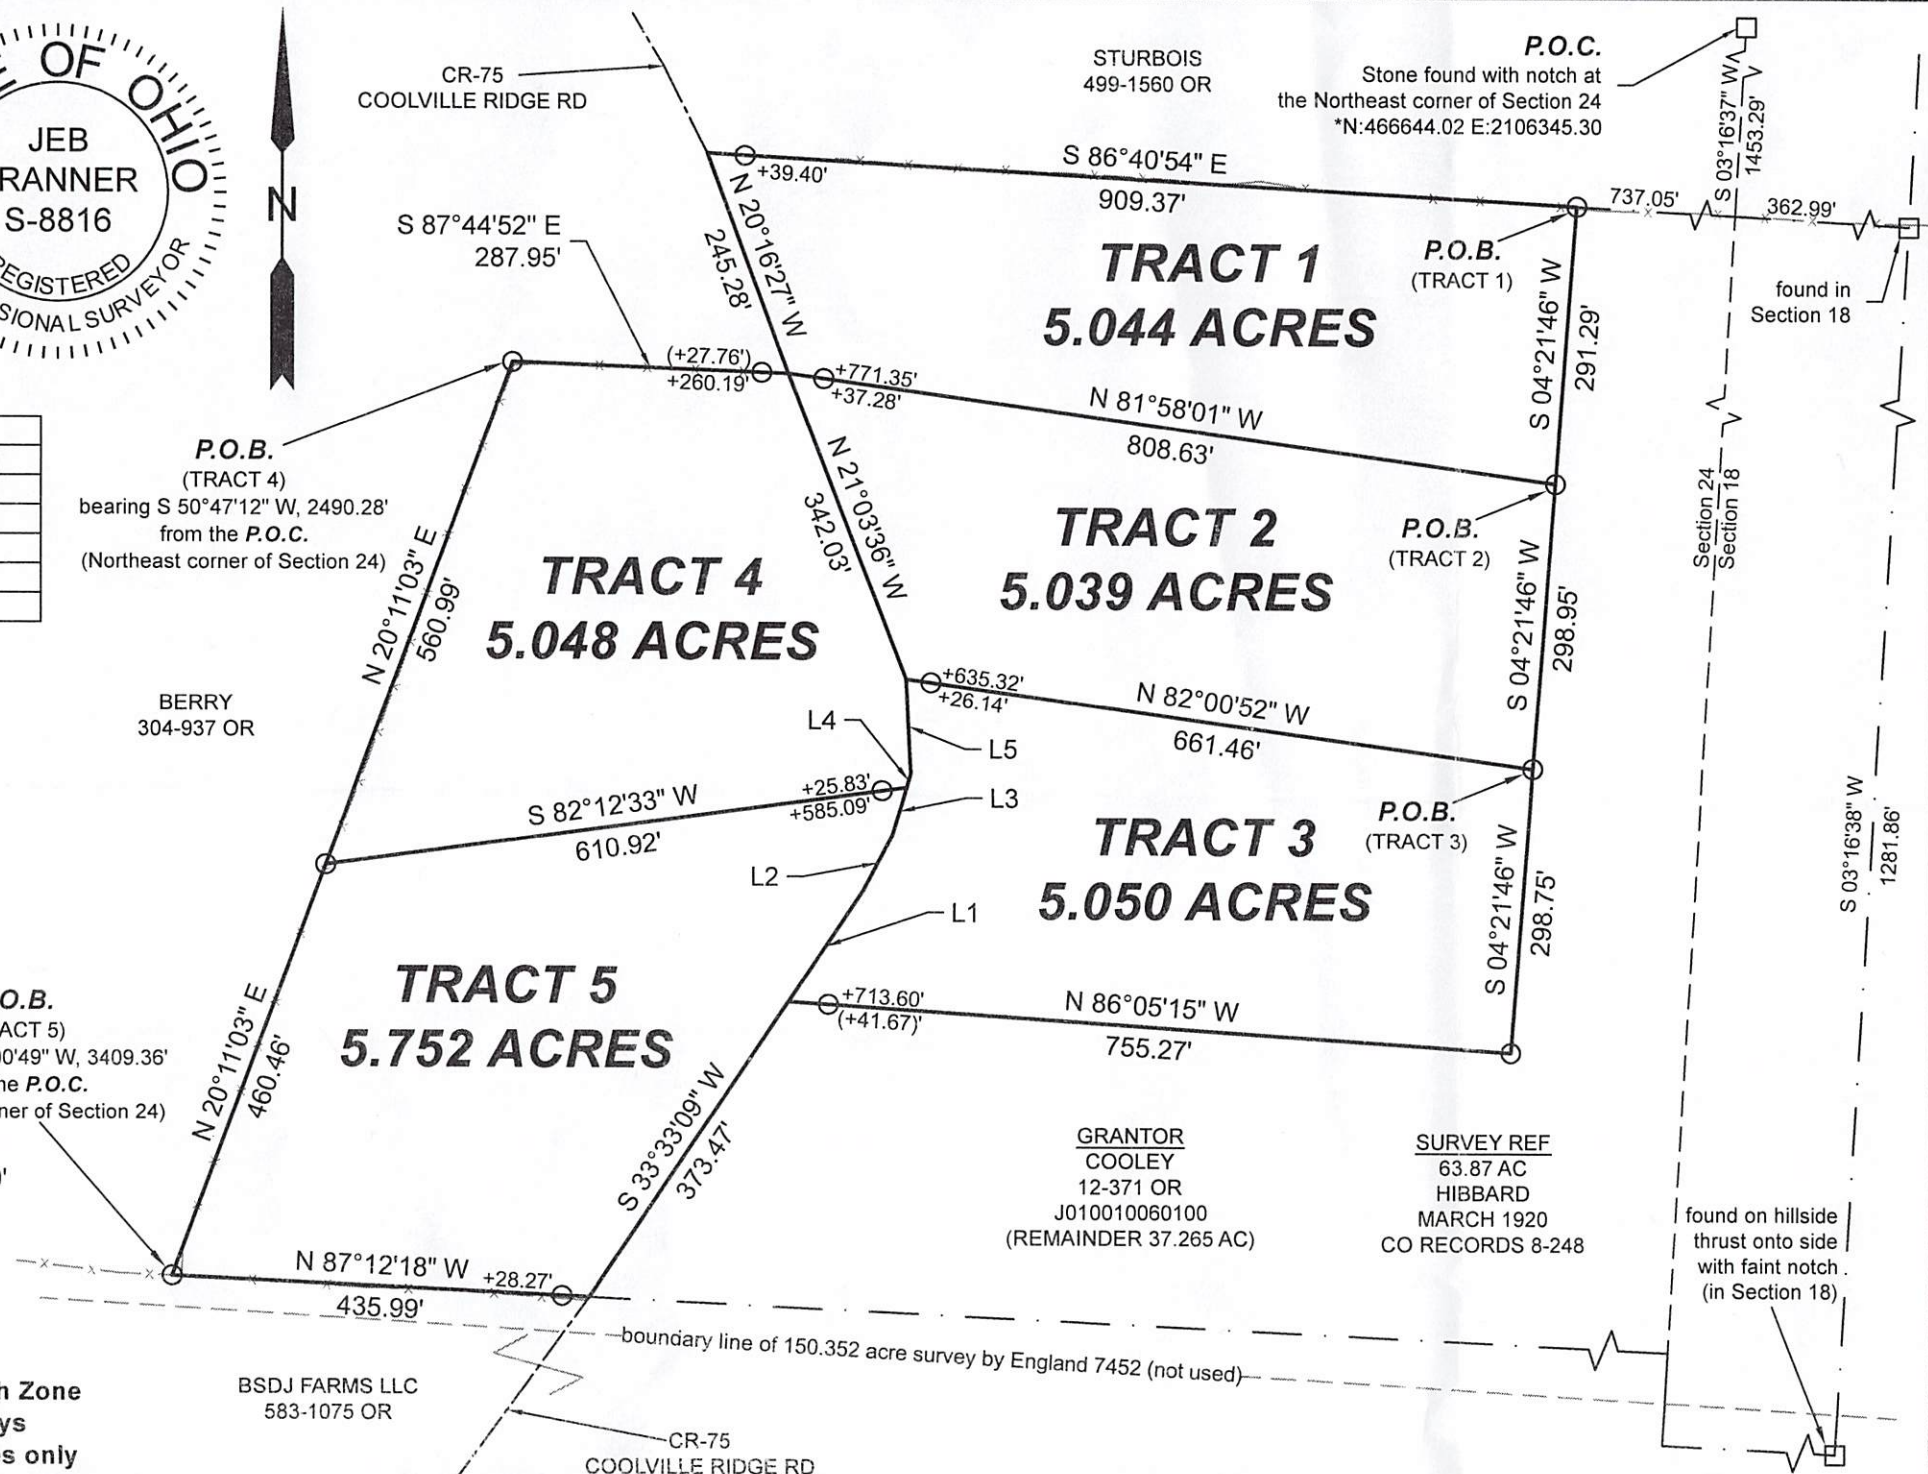 OF OHIO
JEB
RANNER
S-8816
REGISTERED
SIONAL SURVEYOR
N
CR-75
COOLVILLE RIDGE RD
STURBOIS
499-1560 OR
P.O.C.
Stone found with notch at
the Northeast corner of Section 24
*N:466644.02 E:2106345.30
S 03°16'37" W
1453.29'
S 86°40'54" E
909.37'
+39.40'
737.05'
362.99'
N 20°16'27" W
245.28'
S 87°44'52" E
287.95'
TRACT 1
5.044 ACRES
P.O.B.
(TRACT 1)
S 04°21'46" W
291.29'
found in
Section 18
(+27.76')
+260.19'
+771.35'
+37.28'
N 81°58'01" W
808.63'
P.O.B.
(TRACT 4)
bearing S 50°47'12" W, 2490.28'
from the P.O.C.
(Northeast corner of Section 24)
N 21°03'36" W
342.03'
TRACT 2
5.039 ACRES
P.O.B.
(TRACT 2)
S 04°21'46" W
298.95'
Section 24
Section 18
N 20°11'03" E
560.99'
TRACT 4
5.048 ACRES
BERRY
304-937 OR
+635.32'
+26.14'
N 82°00'52" W
661.46'
L4
L5
L3
L2
L1
+25.83'
+585.09'
S 82°12'33" W
610.92'
TRACT 3
5.050 ACRES
P.O.B.
(TRACT 3)
S 04°21'46" W
298.75'
S 03°16'38" W
1281.86'
TRACT 5
5.752 ACRES
+713.60'
(+41.67)'
N 86°05'15" W
755.27'
O.B.
ACT 5)
00'49" W, 3409.36'
he P.O.C.
ner of Section 24)
N 20°11'03" E
460.46'
S 33°33'09" W
373.47'
GRANTOR
COOLEY
12-371 OR
J010010060100
(REMAINDER 37.265 AC)
SURVEY REF
63.87 AC
HIBBARD
MARCH 1920
CO RECORDS 8-248
found on hillside
thrust onto side
with faint notch
(in Section 18)
N 87°12'18" W
435.99'
+28.27'
boundary line of 150.352 acre survey by England 7452 (not used)
BSDJ FARMS LLC
583-1075 OR
CR-75
COOLVILLE RIDGE RD
h Zone
ys
s only